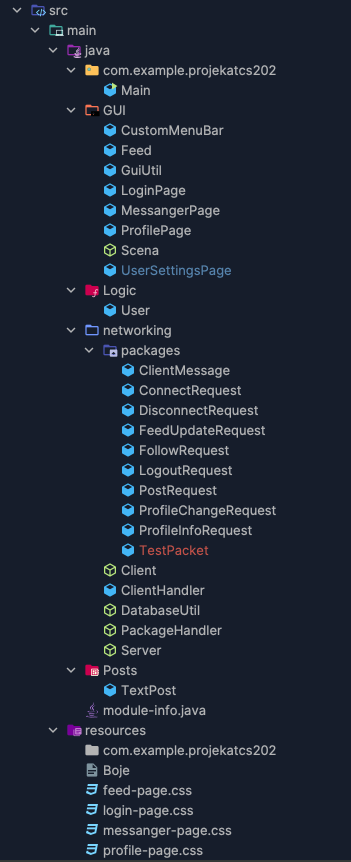 src
main
java
com.example.projekatcs202
Main
GUI
CustomMenuBar
Feed
GuiUtil
LoginPage
MessangerPage
ProfilePage
Scena
UserSettingsPage
Logic
User
networking
packages
ClientMessage
ConnectRequest
DisconnectRequest
FeedUpdateRequest
FollowRequest
LogoutRequest
PostRequest
ProfileChangeRequest
ProfileInfoRequest
TestPacket
Client
ClientHandler
DatabaseUtil
PackageHandler
Server
Posts
TextPost
module-info.java
resources
com.example.projekatcs202
Boje
feed-page.css
login-page.css
messanger-page.css
profile-page.css